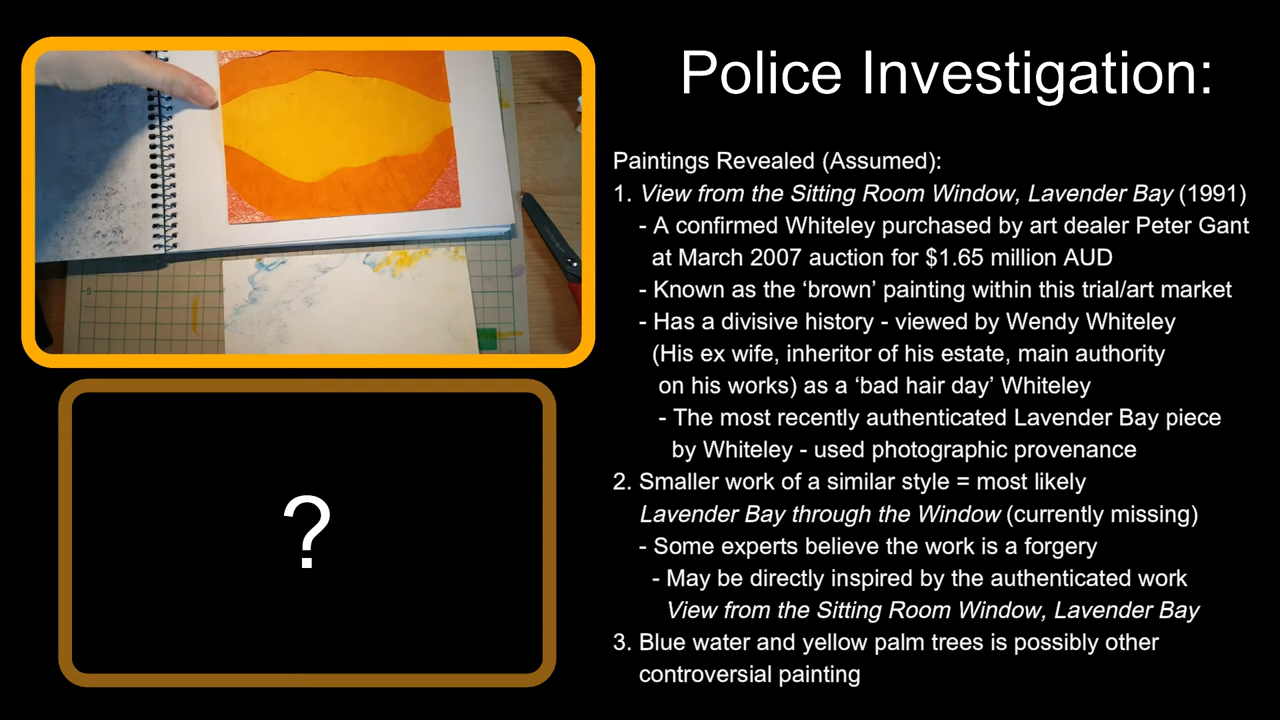 Police Investigation:
Paintings Revealed (Assumed):
1. View from the Sitting Room Window, Lavender Bay (1991)
- A confirmed Whiteley purchased by art dealer Peter Gant
at March 2007 auction for $1.65 million AUD
- Known as the ‘brown’ painting within this trial/art market
- Has a divisive history - viewed by Wendy Whiteley
(His ex wife, inheritor of his estate, main authority
on his works) as a ‘bad hair day’ Whiteley
- The most recently authenticated Lavender Bay piece
by Whiteley - used photographic provenance
2. Smaller work of a similar style = most likely
Lavender Bay through the Window (currently missing)
- Some experts believe the work is a forgery
- May be directly inspired by the authenticated work
View from the Sitting Room Window, Lavender Bay
3. Blue water and yellow palm trees is possibly other
controversial painting
5
?